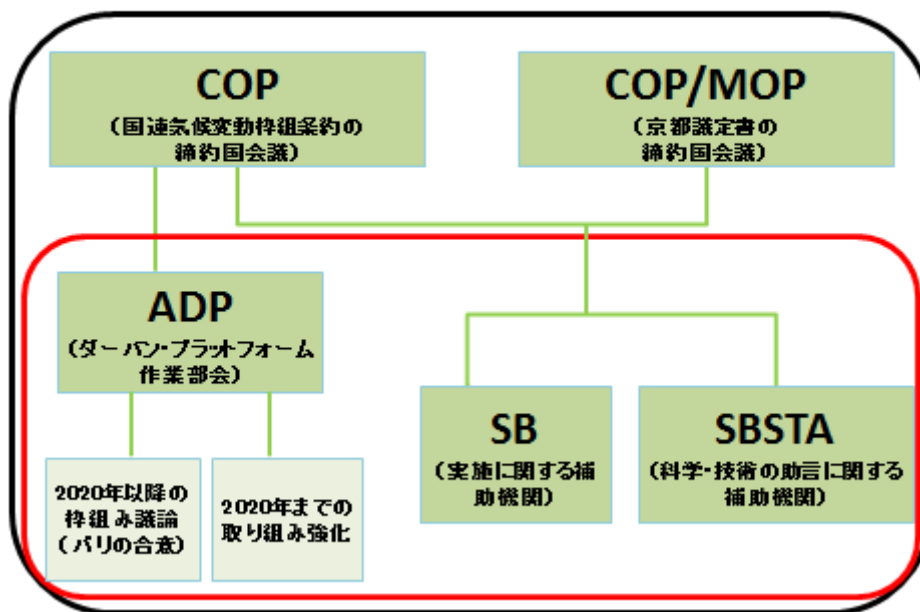 COP
（国連気候変動枠組条約の
締約国会議）
COP/MOP
（京都議定書の
締約国会議）
ADP
（ダーバン・プラットフォーム
作業部会）
2020年以降の
枠組み議論
（パリの合意）
2020年までの
取り組み強化
SB
（実施に関する補
助機関）
SBSTA
（科学・技術の助言に関する
補助機関）